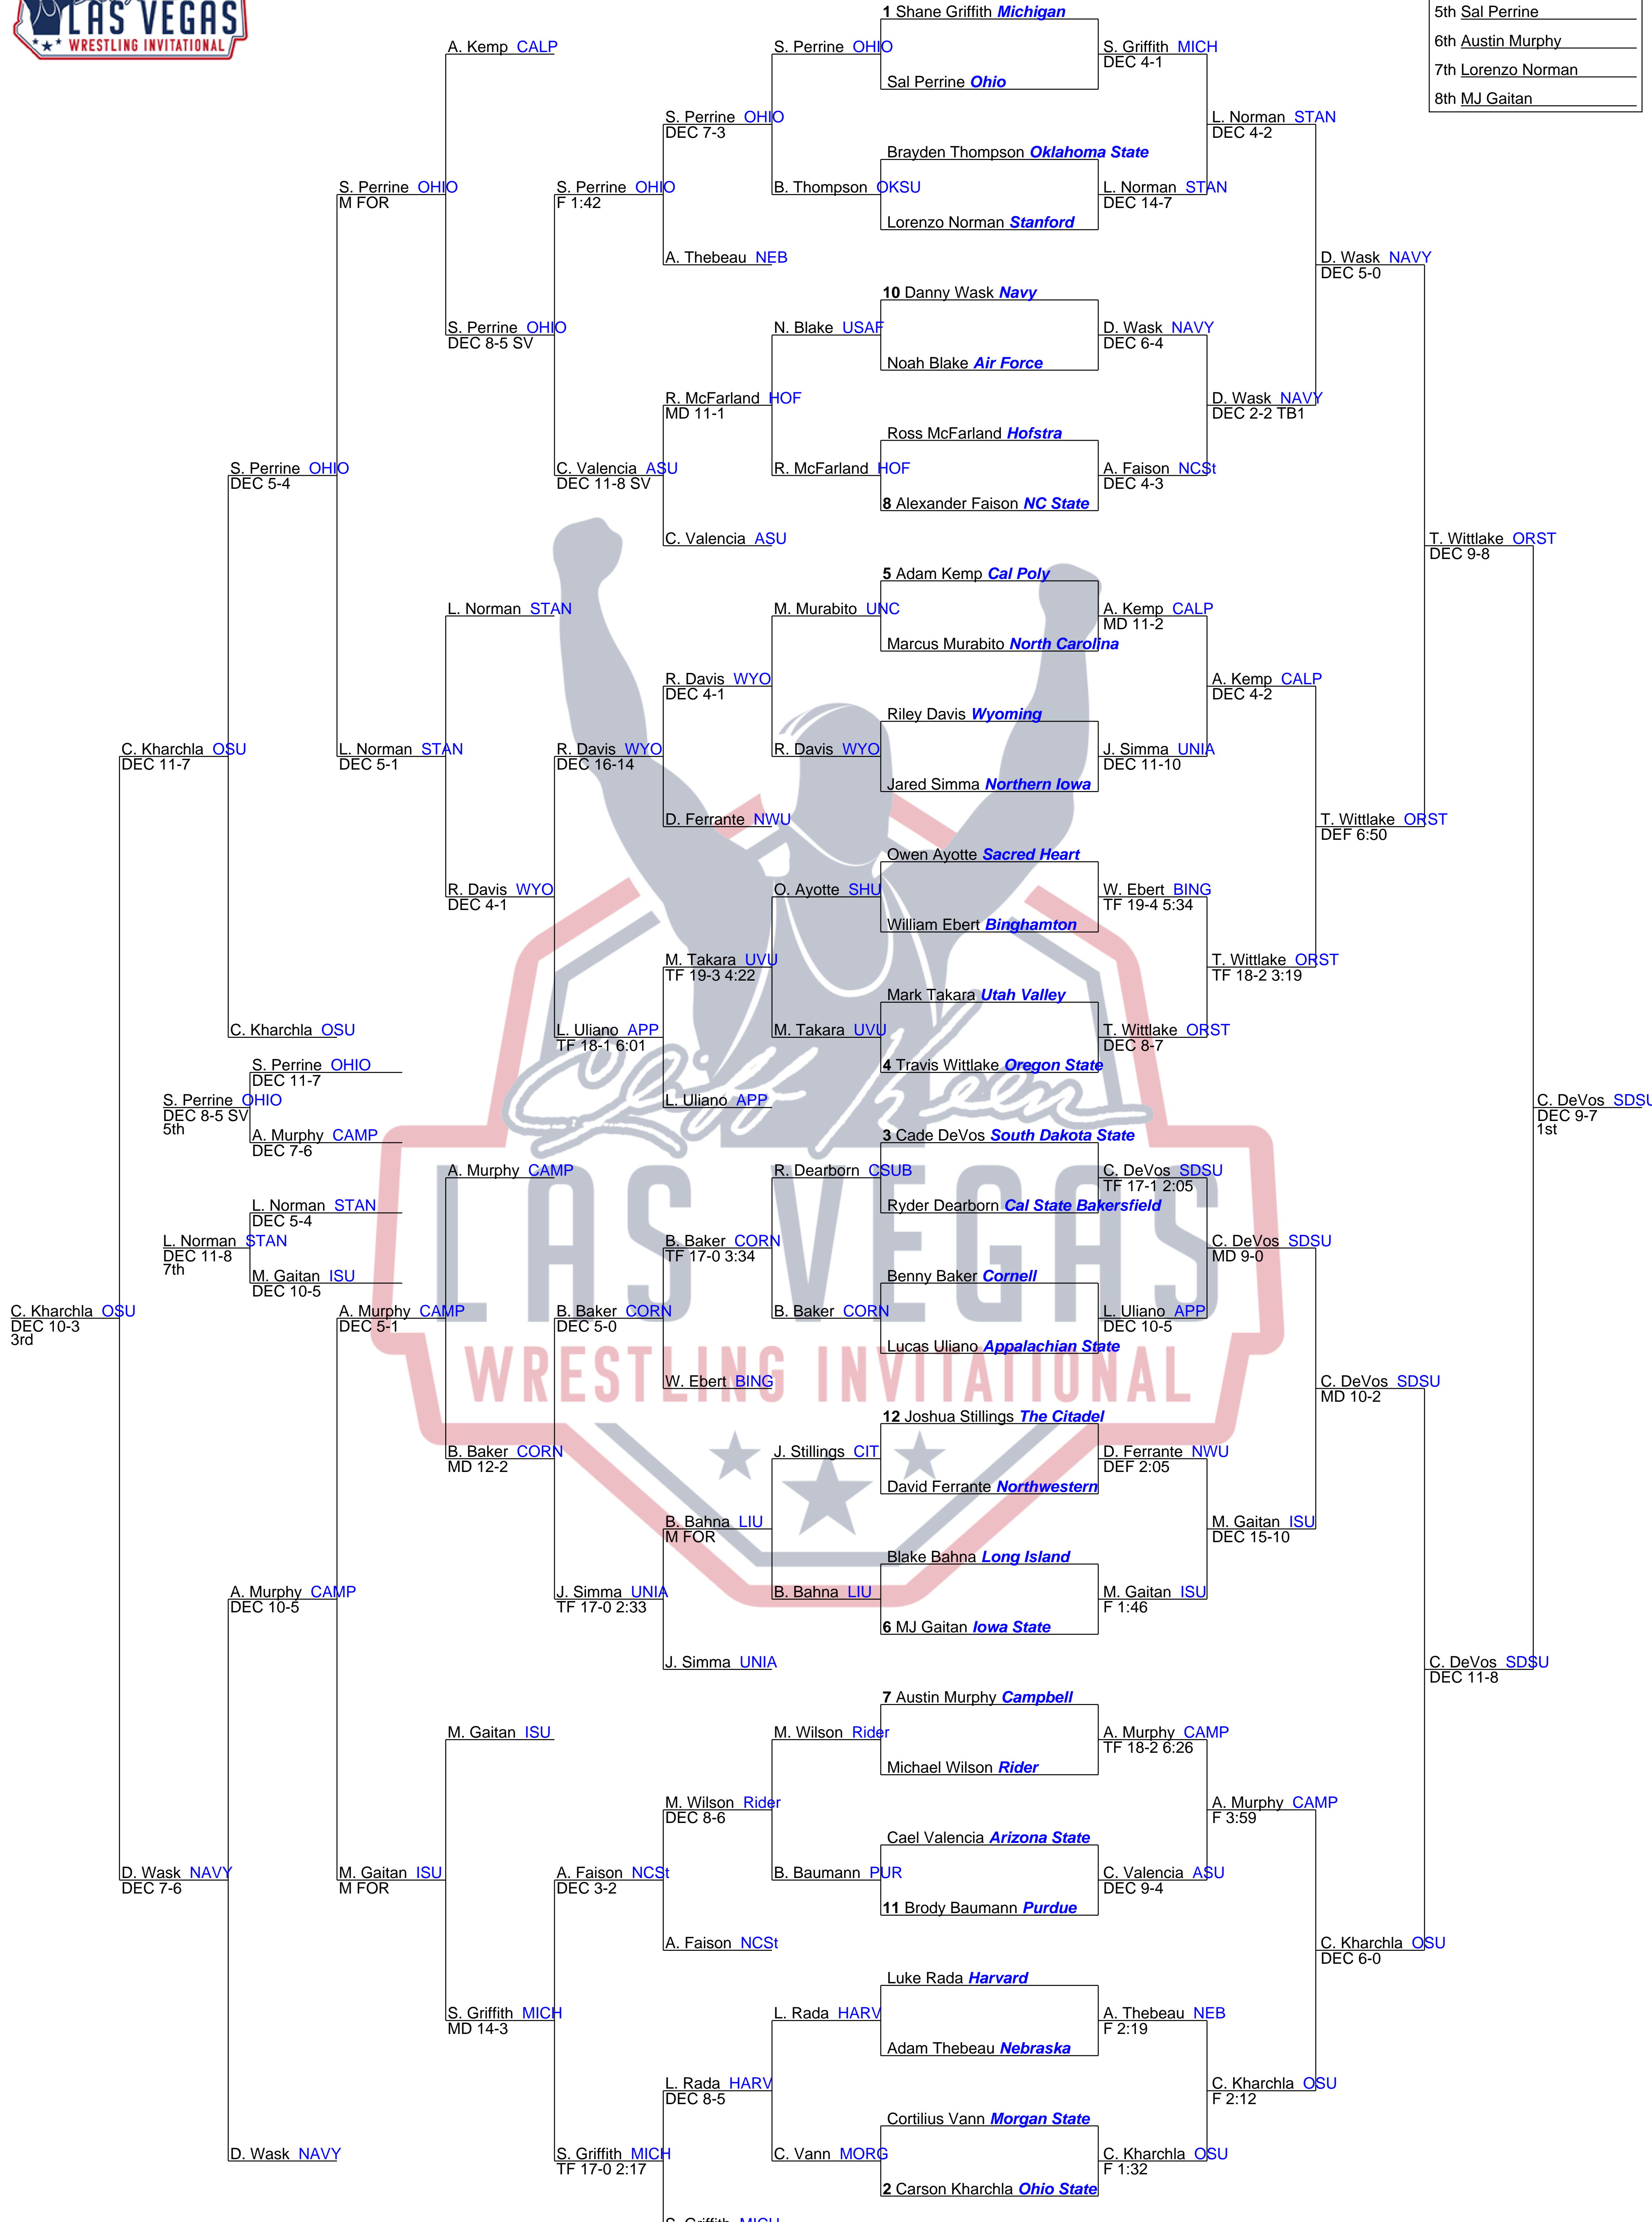 LAS VEGAS
WRESTLING INVITATIONAL
5th Sal Perrine
6th Austin Murphy
7th Lorenzo Norman
8th MJ Gaitan
1 Shane Griffith Michigan
A. Kemp CALP
S. Perrine OHIO
S. Griffith MICH
DEC 4-1
Sal Perrine Ohio
S. Perrine OHIO
DEC 7-3
L. Norman STAN
DEC 4-2
Brayden Thompson Oklahoma State
S. Perrine OHIO
M FOR
S. Perrine OHIO
F 1:42
B. Thompson OKSU
L. Norman STAN
DEC 14-7
Lorenzo Norman Stanford
A. Thebeau NEB
D. Wask NAVY
DEC 5-0
10 Danny Wask Navy
S. Perrine OHIO
DEC 8-5 SV
N. Blake USAF
D. Wask NAVY
DEC 6-4
Noah Blake Air Force
R. McFarland HOF
MD 11-1
D. Wask NAVY
DEC 2-2 TB1
Ross McFarland Hofstra
S. Perrine OHIO
DEC 5-4
C. Valencia ASU
DEC 11-8 SV
R. McFarland HOF
A. Faison NCSt
DEC 4-3
8 Alexander Faison NC State
C. Valencia ASU
T. Wittlake ORST
DEC 9-8
5 Adam Kemp Cal Poly
L. Norman STAN
M. Murabito UNC
A. Kemp CALP
MD 11-2
Marcus Murabito North Carolina
R. Davis WYO
DEC 4-1
A. Kemp CALP
DEC 4-2
Riley Davis Wyoming
C. Kharchla OSU
DEC 11-7
L. Norman STAN
DEC 5-1
R. Davis WYO
DEC 16-14
R. Davis WYO
J. Simma UNIA
DEC 11-10
Jared Simma Northern Iowa
D. Ferrante NWU
T. Wittlake ORST
DEF 6:50
Owen Ayotte Sacred Heart
R. Davis WYO
DEC 4-1
O. Ayotte SHU
W. Ebert BING
TF 19-4 5:34
William Ebert Binghamton
M. Takara UVU
TF 19-3 4:22
T. Wittlake ORST
TF 18-2 3:19
Mark Takara Utah Valley
C. Kharchla OSU
L. Uliano APP
TF 18-1 6:01
M. Takara UVU
T. Wittlake ORST
DEC 8-7
Cliff Keen
4 Travis Wittlake Oregon State
S. Perrine OHIO
DEC 11-7
S. Perrine OHIO
DEC 8-5 SV
5th
L. Uliano APP
C. DeVos SDSU
DEC 9-7
1st
A. Murphy CAMP
DEC 7-6
3 Cade DeVos South Dakota State
A. Murphy CAMP
R. Dearborn CSUB
C. DeVos SDSU
TF 17-1 2:05
LAS VEGAS
L. Norman STAN
DEC 5-4
Ryder Dearborn Cal State Bakersfield
L. Norman STAN
DEC 11-8
7th
B. Baker CORN
TF 17-0 3:34
C. DeVos SDSU
MD 9-0
M. Gaitan ISU
DEC 10-5
Benny Baker Cornell
C. Kharchla OSU
DEC 10-3
3rd
A. Murphy CAMP
DEC 5-1
B. Baker CORN
DEC 5-0
B. Baker CORN
L. Uliano APP
DEC 10-5
Lucas Uliano Appalachian State
WRESTLING INVITATIONAL
W. Ebert BING
C. DeVos SDSU
MD 10-2
12 Joshua Stillings The Citadel
B. Baker CORN
MD 12-2
J. Stillings CIT
D. Ferrante NWU
DEF 2:05
David Ferrante Northwestern
B. Bahna LIU
M FOR
M. Gaitan ISU
DEC 15-10
Blake Bahna Long Island
A. Murphy CAMP
DEC 10-5
J. Simma UNIA
TF 17-0 2:33
B. Bahna LIU
M. Gaitan ISU
F 1:46
6 MJ Gaitan Iowa State
J. Simma UNIA
C. DeVos SDSU
DEC 11-8
7 Austin Murphy Campbell
M. Gaitan ISU
M. Wilson Rider
A. Murphy CAMP
TF 18-2 6:26
Michael Wilson Rider
M. Wilson Rider
DEC 8-6
A. Murphy CAMP
F 3:59
Cael Valencia Arizona State
D. Wask NAVY
DEC 7-6
M. Gaitan ISU
M FOR
A. Faison NCSt
DEC 3-2
B. Baumann PUR
C. Valencia ASU
DEC 9-4
11 Brody Baumann Purdue
A. Faison NCSt
C. Kharchla OSU
DEC 6-0
Luke Rada Harvard
S. Griffith MICH
MD 14-3
L. Rada HARV
A. Thebeau NEB
F 2:19
Adam Thebeau Nebraska
L. Rada HARV
DEC 8-5
C. Kharchla OSU
F 2:12
Cortilius Vann Morgan State
D. Wask NAVY
S. Griffith MICH
TF 17-0 2:17
C. Vann MORG
C. Kharchla OSU
F 1:32
2 Carson Kharchla Ohio State
S. Griffith MICH